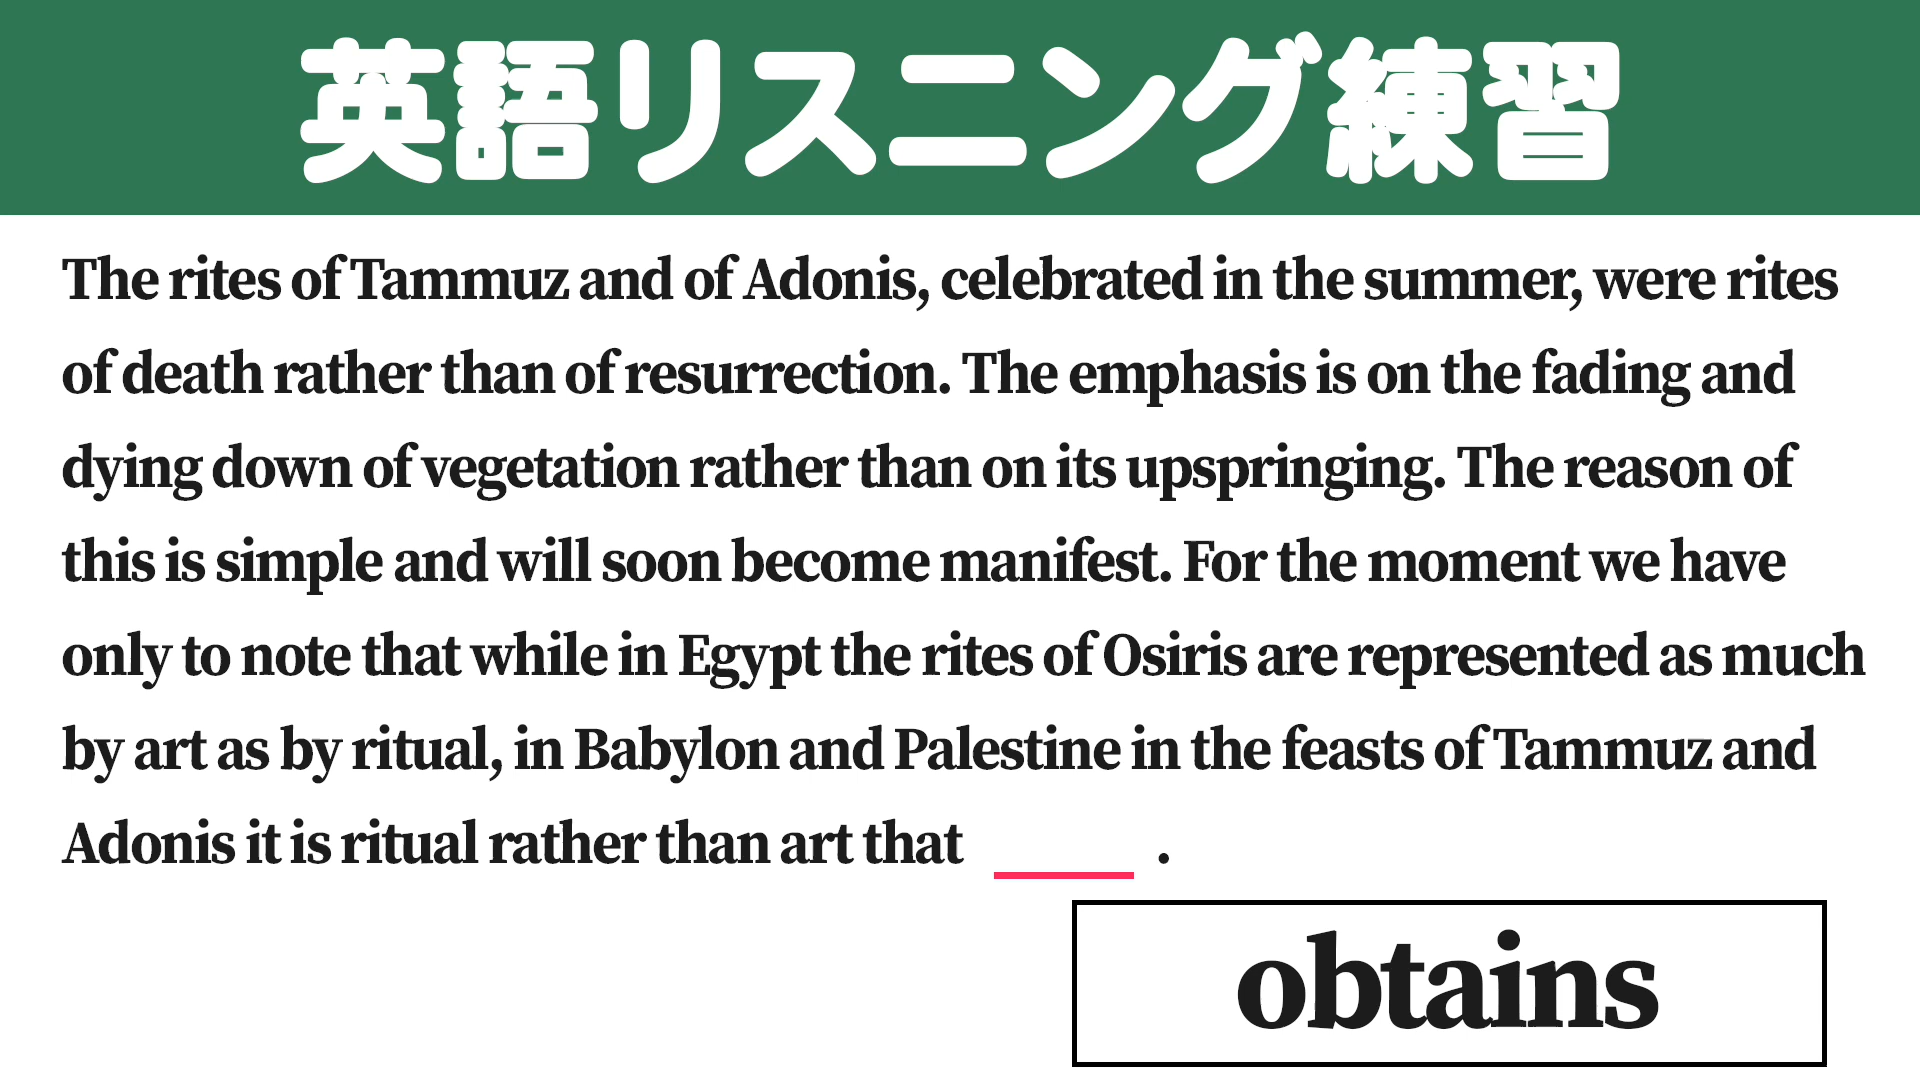 英語リスニング練習
The rites of Tammuz and of Adonis, celebrated in the summer, were rites
of death rather than of resurrection. The emphasis is on the fading and
dying down of vegetation rather than on its upspringing. The reason of
this is simple and will soon become manifest. For the moment we have
only to note that while in Egypt the rites of Osiris are represented as much
by art as by ritual, in Babylon and Palestine in the feasts of Tammuz and
Adonis it is ritual rather than art that ____ .
obtains